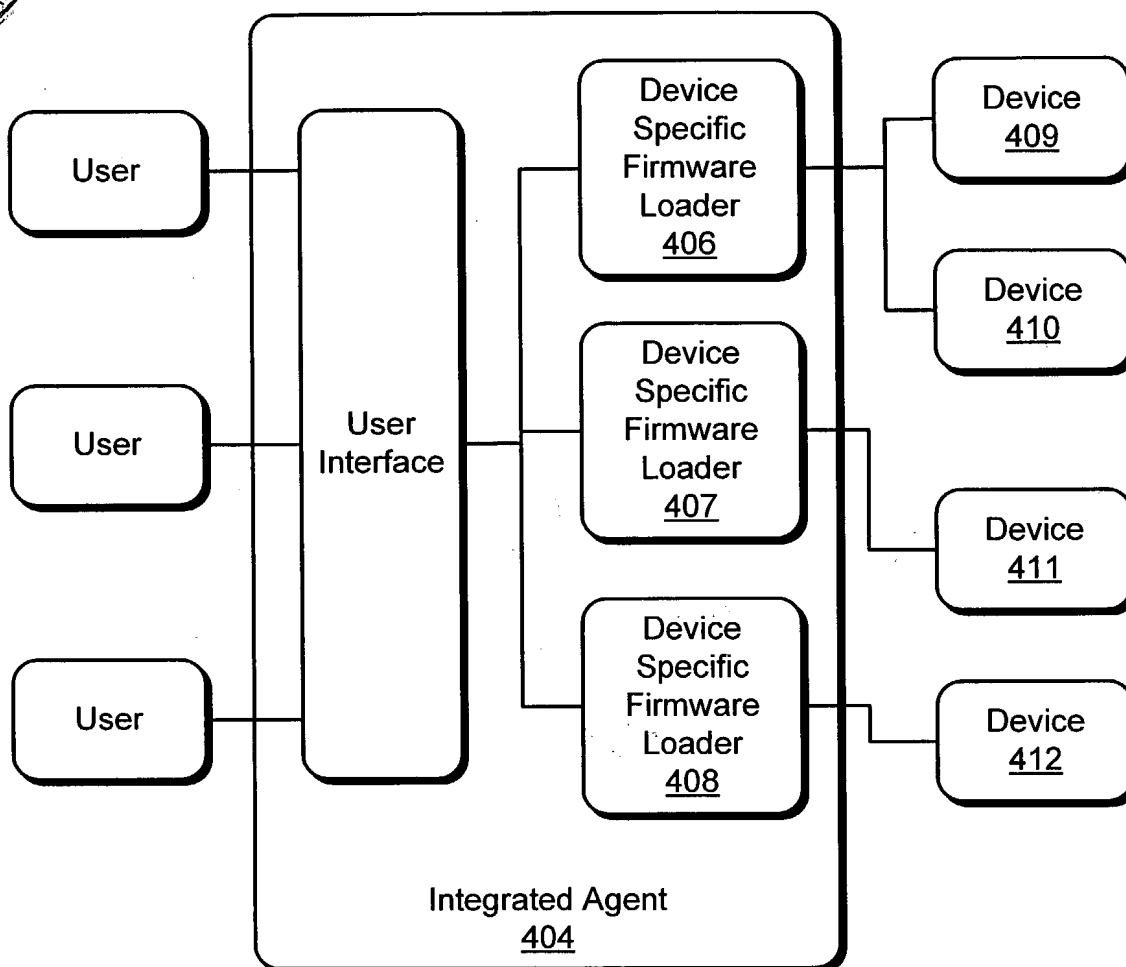 User
User
User
User
Interface
Device
Specific
Firmware
Loader
406
Device
Specific
Firmware
Loader
407
Device
Specific
Firmware
Loader
408
Device
409
Device
410
Device
411
Device
412
Integrated Agent
404